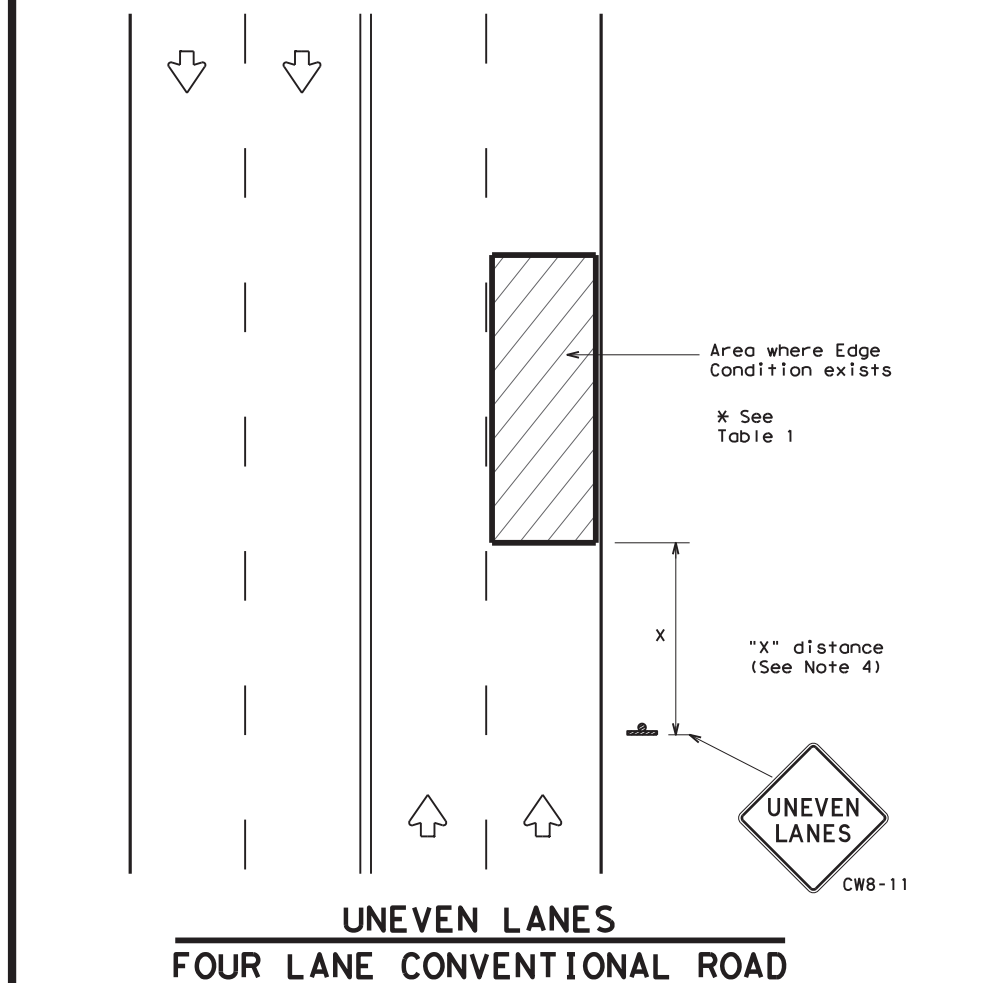 Area where Edge
Condition exists
* See
Table 1
X
"X" distance
(See Note 4)
UNEVEN
LANES
CW8-11
UNEVEN LANES
FOUR LANE CONVENTIONAL ROAD